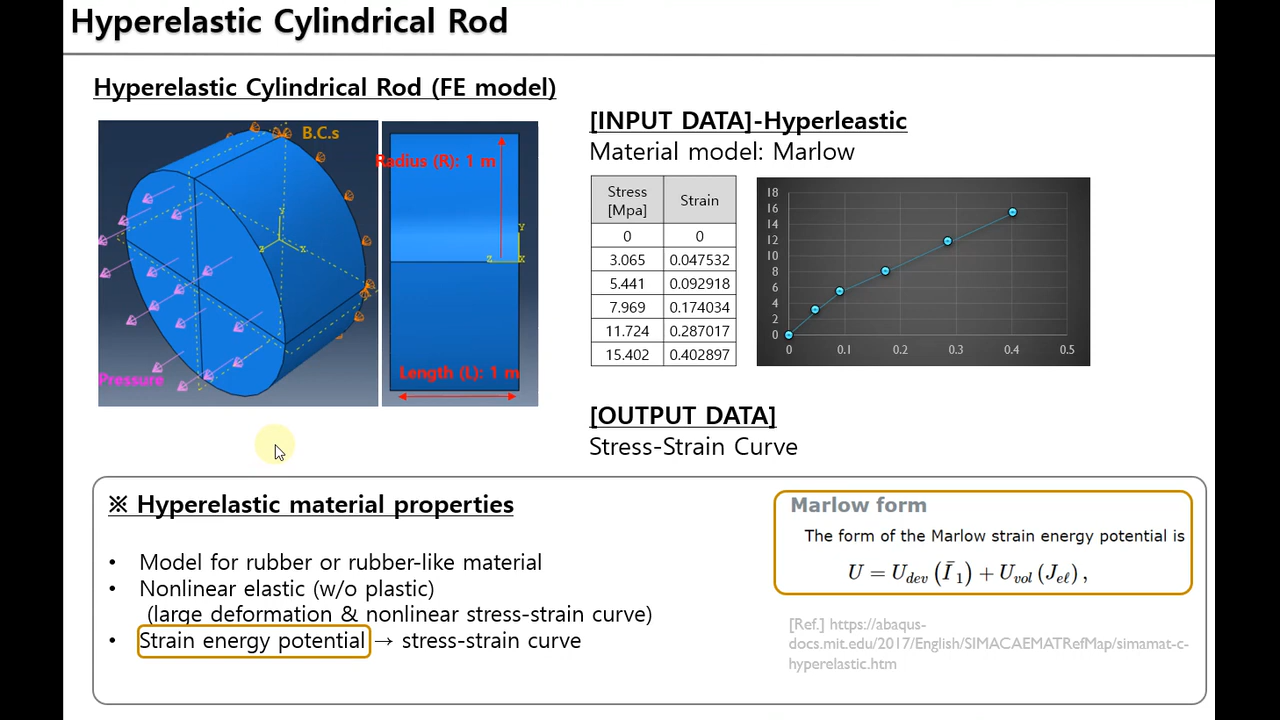 Hyperelastic Cylindrical Rod
Hyperelastic Cylindrical Rod (FE model)
B.C.s
Pressure
Radius (R): 1 m
Length (L): 1 m
y
z
x
Y
Z
X
[INPUT DATA]-Hyperleastic
Material model: Marlow
Stress
[Mpa]
Strain
0 0
3.065 0.047532
5.441 0.092918
7.969 0.174034
11.724 0.287017
15.402 0.402897
18
16
14
12
10
8
6
4
2
0
0 0.1 0.2 0.3 0.4 0.5
[OUTPUT DATA]
Stress-Strain Curve
※ Hyperelastic material properties
• Model for rubber or rubber-like material
• Nonlinear elastic (w/o plastic)
(large deformation & nonlinear stress-strain curve)
• Strain energy potential → stress-strain curve
Marlow form
The form of the Marlow strain energy potential is
U = U_dev (Ī_1) + U_vol (J_eℓ) ,
[Ref.] https://abaqus-
docs.mit.edu/2017/English/SIMACAEMATRefMap/simamat-c-
hyperelastic.htm